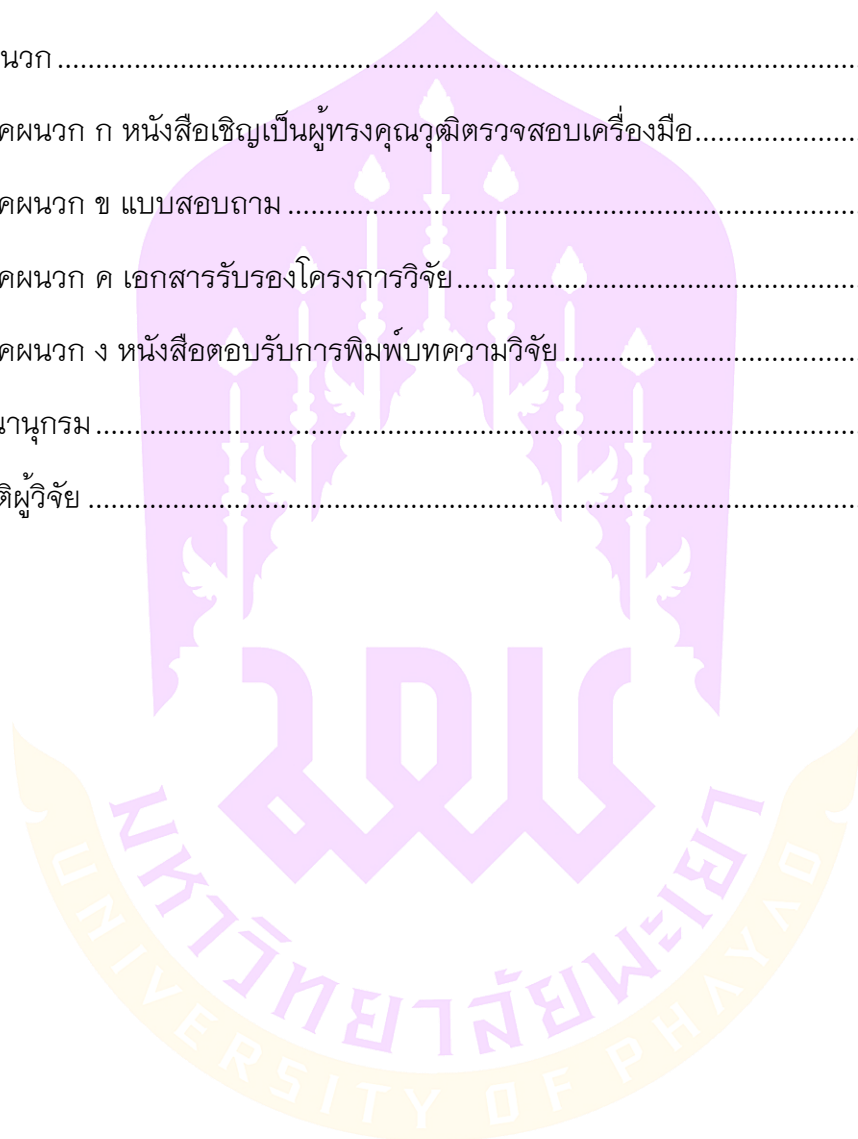 นวก ........................................................................................................
คผนวก ก หนังสือเชิญเป็นผู้ทรงคุณวุฒิตรวจสอบเครื่องมือ.....................
คผนวก ข แบบสอบถาม ..........................................................................
คผนวก ค เอกสารรับรองโครงการวิจัย....................................................
คผนวก ง หนังสือตอบรับการพิมพ์บทความวิจัย ......................................
นานุกรม ...................................................................................................
ติผู้วิจัย ....................................................................................................
มหาวิทยาลัยพะเยา
UNIVERSITY OF PHAYAO